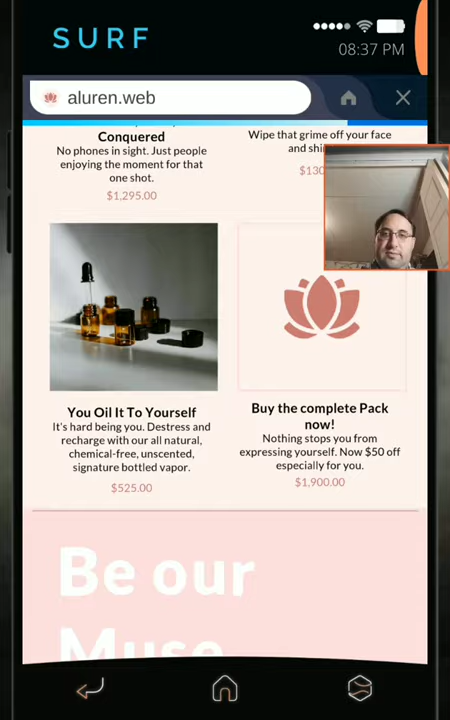 SURF
08:37 PM
aluren.web
Conquered
No phones in sight. Just people
enjoying the moment for that
one shot.
$1,295.00
Wipe that grime off your face
and shi
$130
You Oil It To Yourself
It's hard being you. Destress and
recharge with our all natural,
chemical-free, unscented,
signature bottled vapor.
$525.00
Buy the complete Pack
now!
Nothing stops you from
expressing yourself. Now $50 off
especially for you.
$1,900.00
Be our
Muse